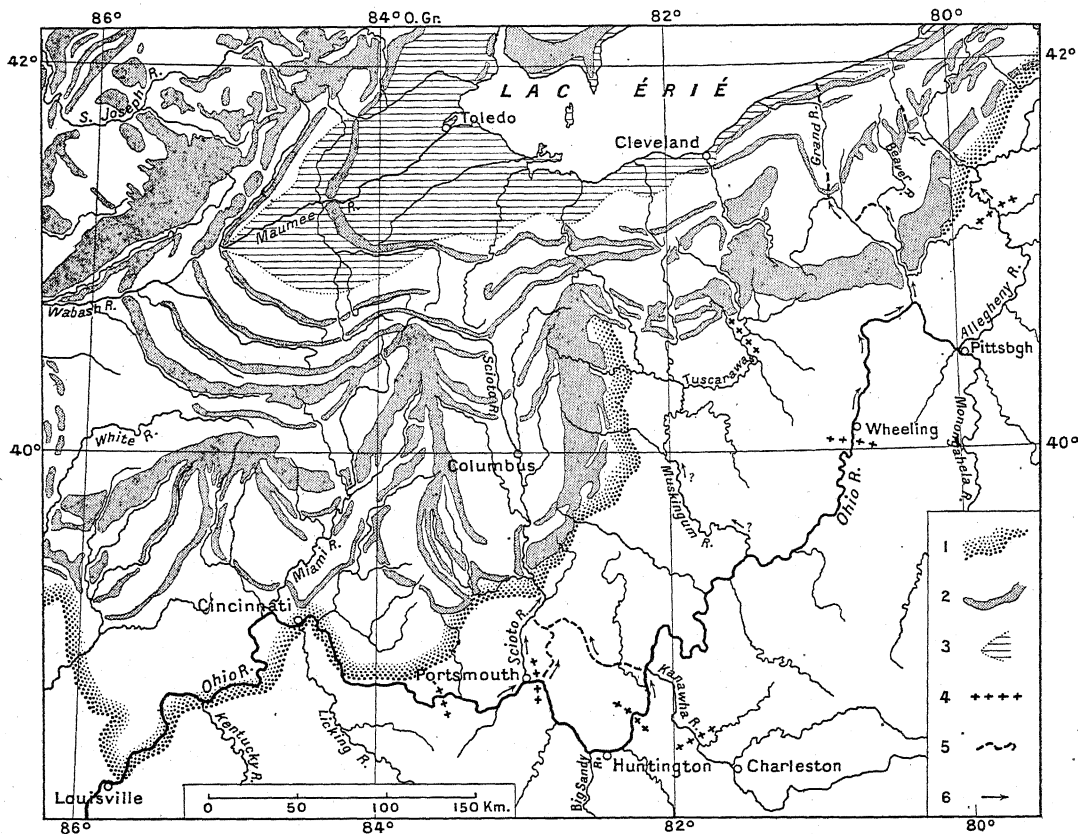 86° 84° O. Gr. 82° 80°
42° 42°
LAC ÉRIÉ
S. Joseph R.
Toledo
Cleveland
Grand R.
Beaver R.
Maumee R.
Wabash R.
Allegheny R.
Pittsbgh
Scioto R.
Tuscarawa
Wheeling
White R.
40° 40°
Columbus
Muskingum R.
?
?
Monongahela R.
Ohio R.
Miami R.
Cincinnati
Scioto R.
Portsmouth
Ohio R.
Kanawha R.
Kentucky R.
Licking R.
Big Sandy R.
Huntington
Charleston
Louisville
0 50 100 150 Km.
1
2
3
4
5
6
86° 84° 82° 80°